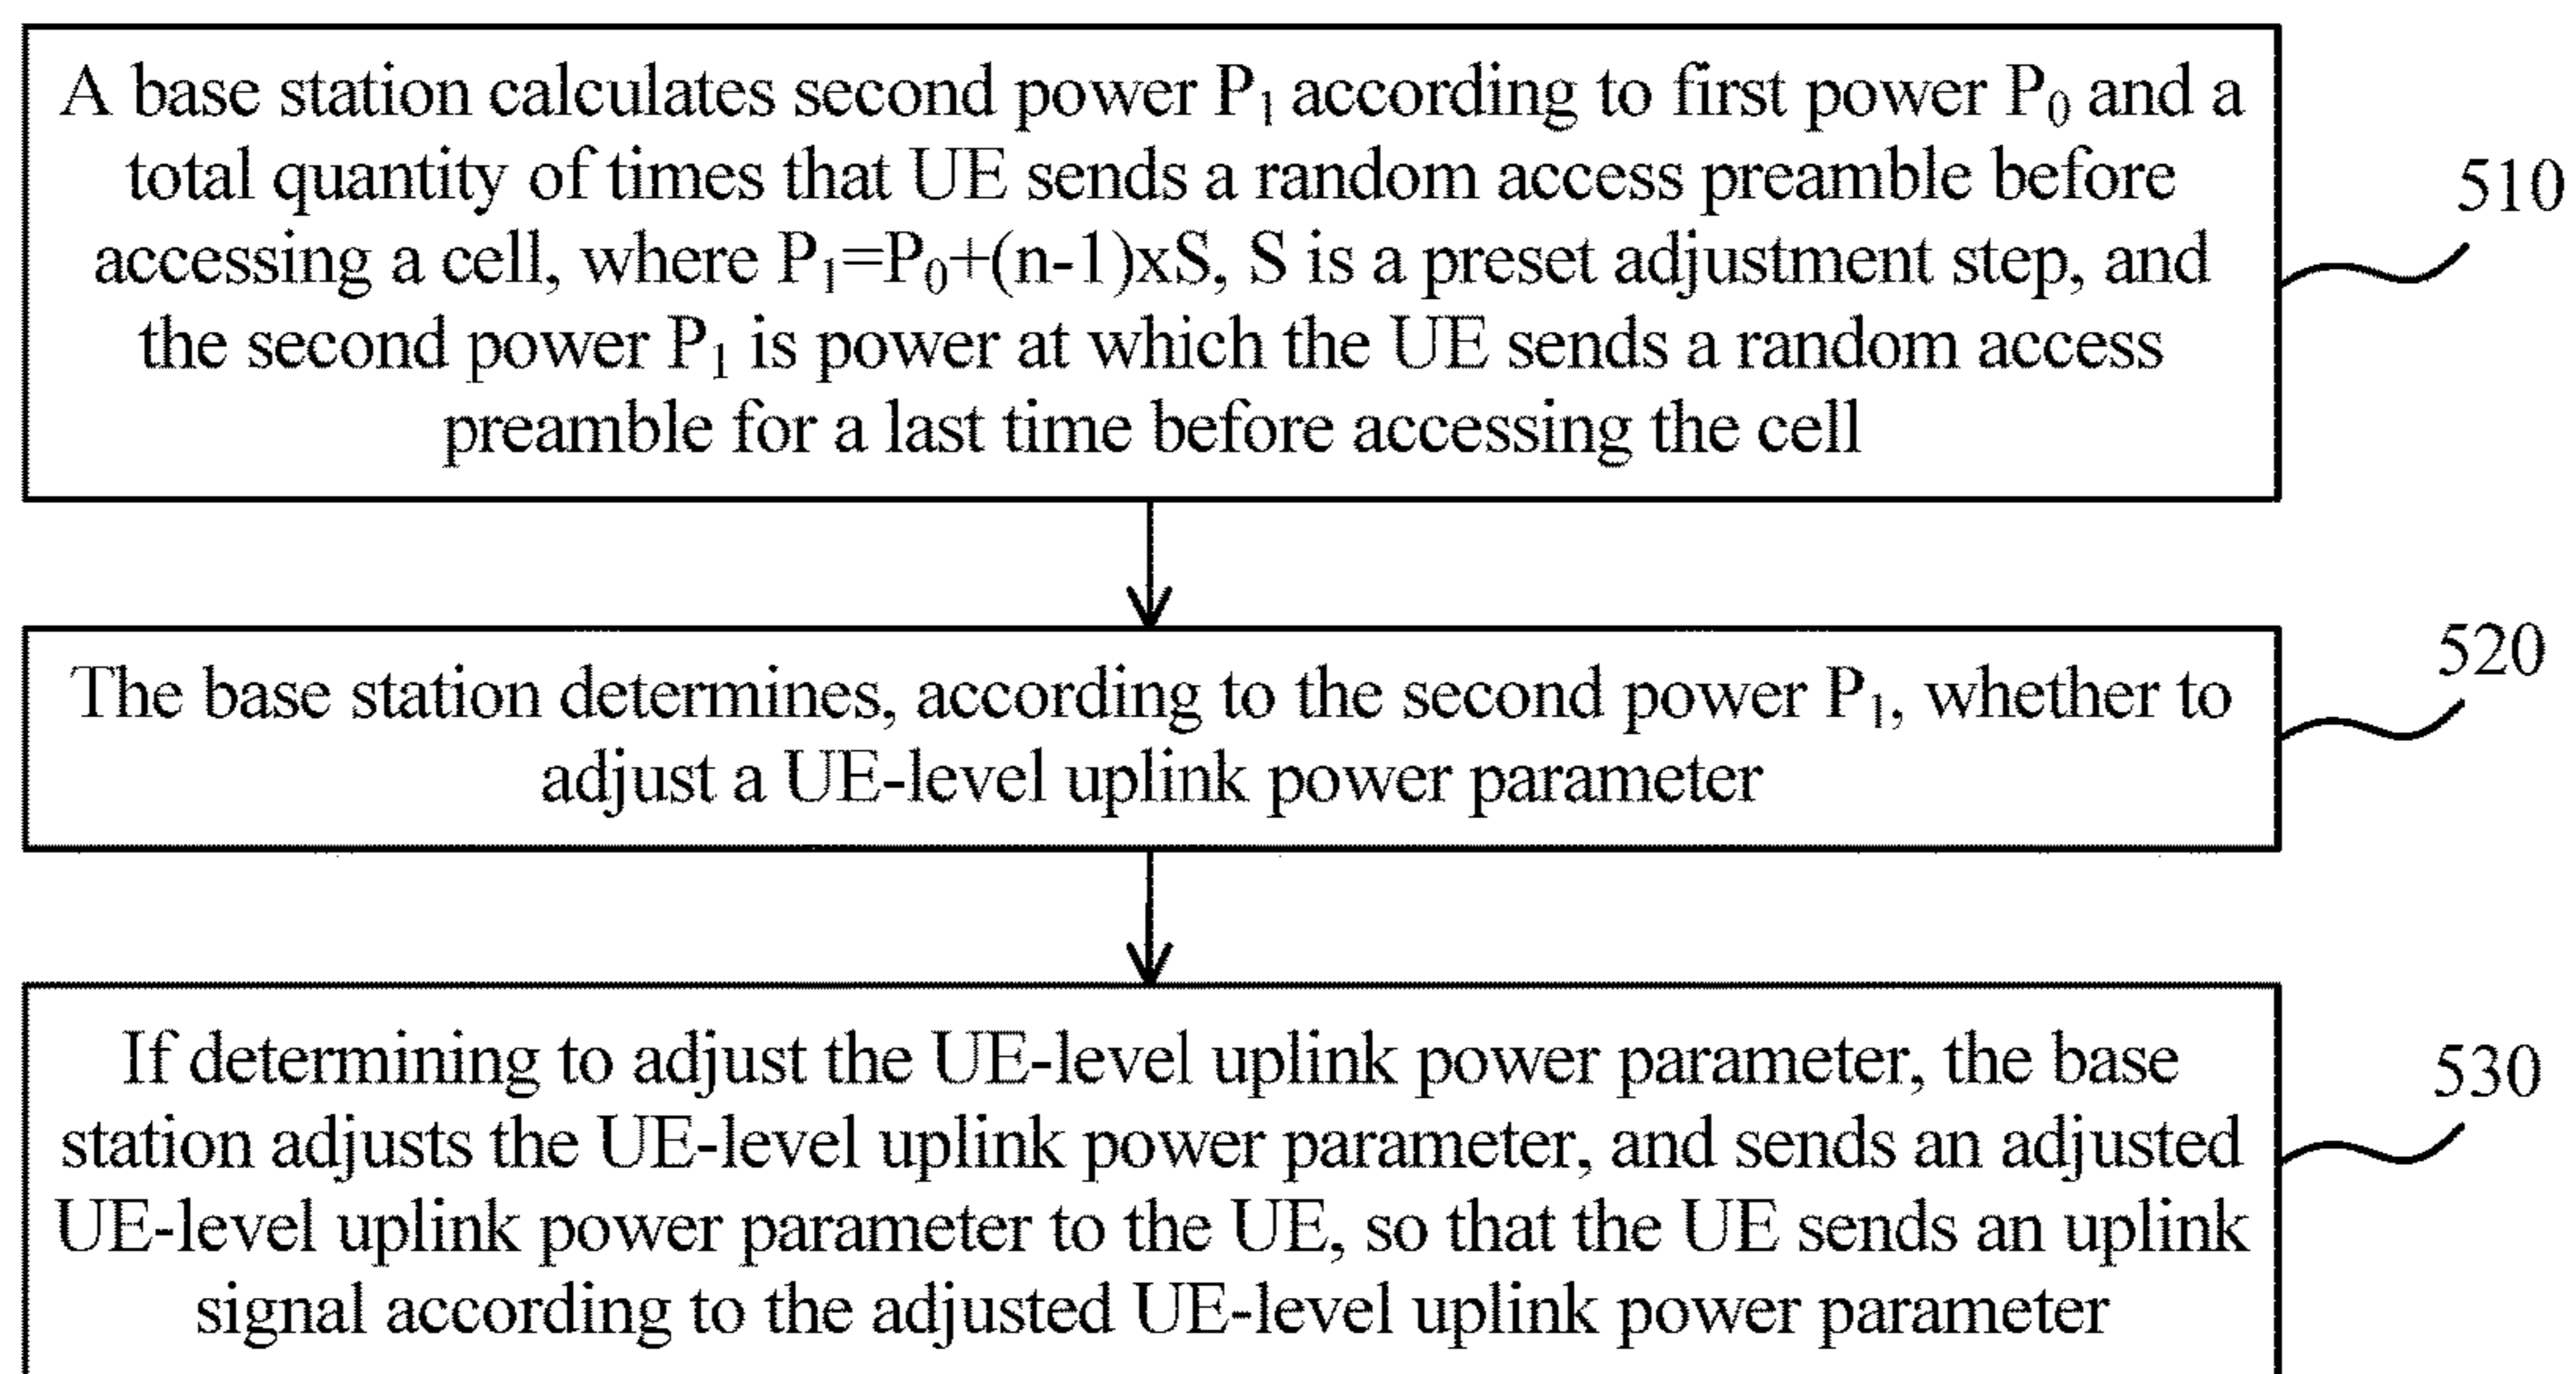 A base station calculates second power P₁ according to first power P₀ and a
total quantity of times that UE sends a random access preamble before
accessing a cell, where P₁=P₀+(n-1)xS, S is a preset adjustment step, and
the second power P₁ is power at which the UE sends a random access
preamble for a last time before accessing the cell
510
The base station determines, according to the second power P₁, whether to
adjust a UE-level uplink power parameter
520
If determining to adjust the UE-level uplink power parameter, the base
station adjusts the UE-level uplink power parameter, and sends an adjusted
UE-level uplink power parameter to the UE, so that the UE sends an uplink
signal according to the adjusted UE-level uplink power parameter
530